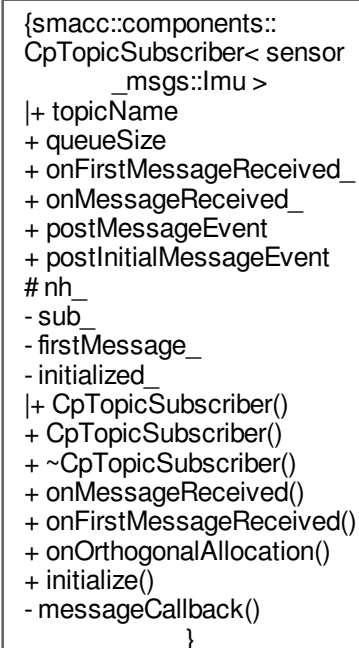 {smacc::components::
CpTopicSubscriber< sensor
_msgs::Imu >
|+ topicName
+ queueSize
+ onFirstMessageReceived_
+ onMessageReceived_
+ postMessageEvent
+ postInitialMessageEvent
# nh_
- sub_
- firstMessage_
- initialized_
|+ CpTopicSubscriber()
+ CpTopicSubscriber()
+ ~CpTopicSubscriber()
+ onMessageReceived()
+ onFirstMessageReceived()
+ onOrthogonalAllocation()
+ initialize()
- messageCallback()
}